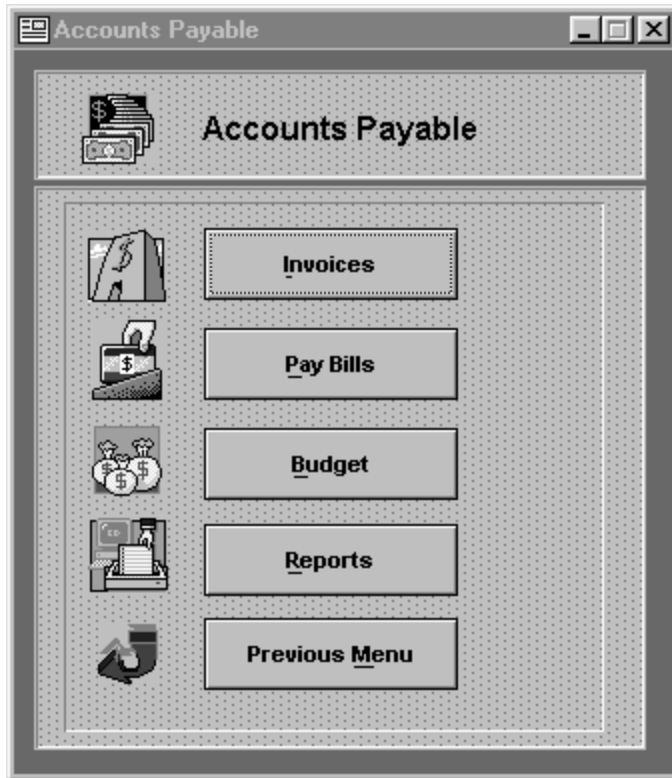 Accounts Payable
Accounts Payable
Invoices
Pay Bills
Budget
Reports
Previous Menu